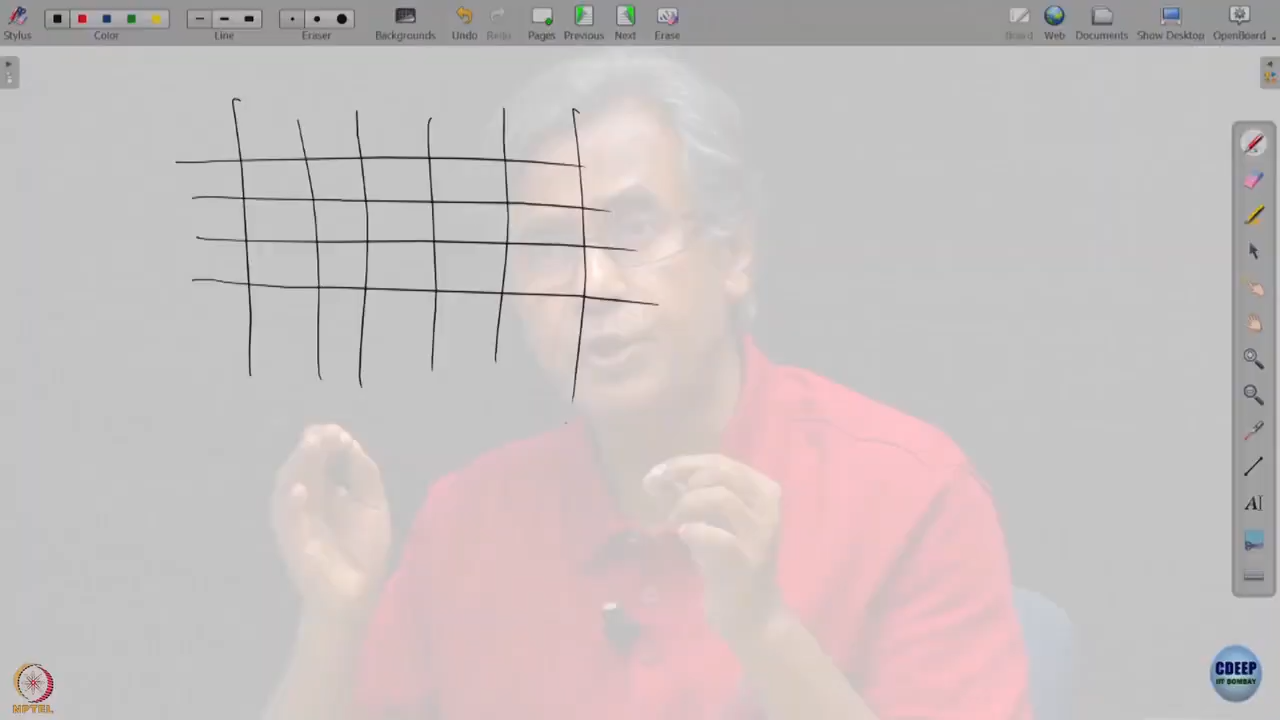 Stylus Color Line Eraser Backgrounds Undo Redo Pages Previous Next Erase Board Web Documents Show Desktop OpenBoard
AI
NPTEL
CDEEP
IIT BOMBAY